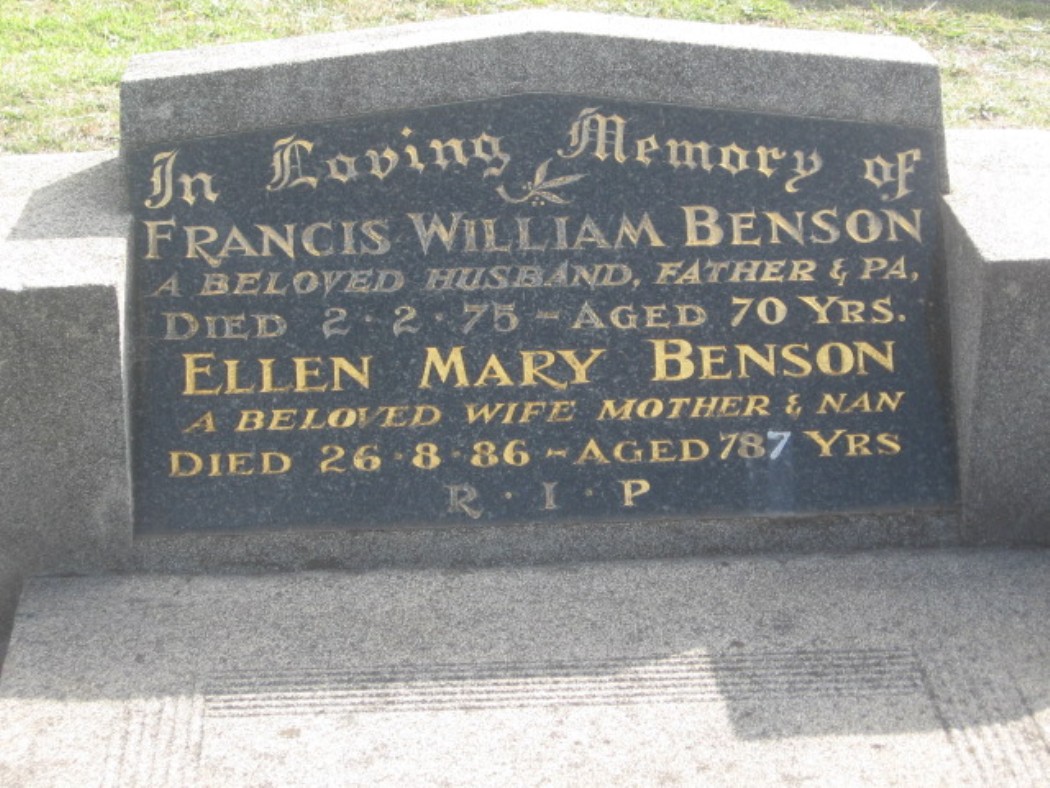 In Loving Memory of
FRANCIS WILLIAM BENSON
A BELOVED HUSBAND, FATHER & PA,
DIED 2·2·75 – AGED 70 YRS.
ELLEN MARY BENSON
A BELOVED WIFE MOTHER & NAN
DIED 26·8·86 – AGED 787 YRS
R·I·P